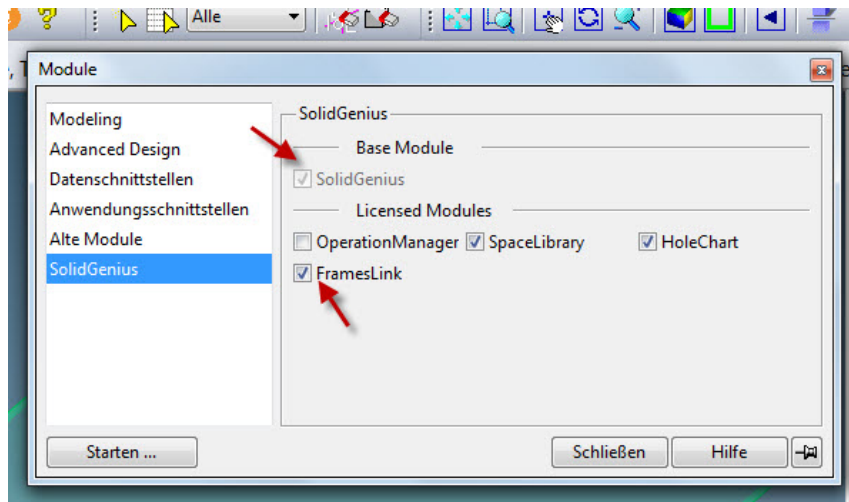 Alle
Module
Modeling
Advanced Design
Datenschnittstellen
Anwendungsschnittstellen
Alte Module
SolidGenius
SolidGenius
Base Module
SolidGenius
Licensed Modules
OperationManager SpaceLibrary HoleChart
FramesLink
Starten ... Schließen Hilfe